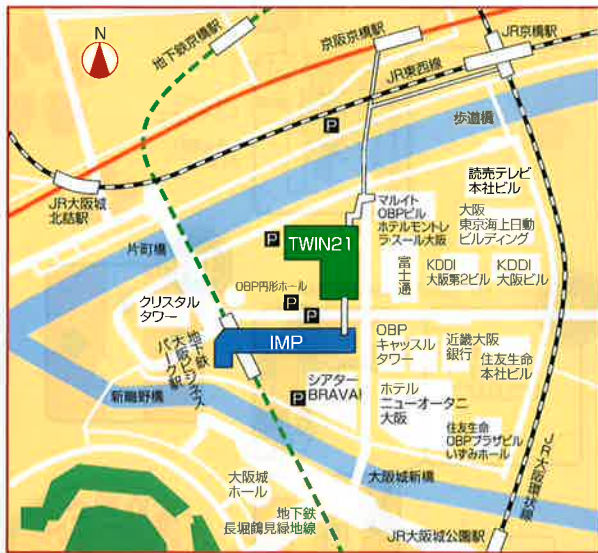 N
地下鉄京橋駅
京阪京橋駅
JR京橋駅
JR東西線
P
歩道橋
読売テレビ
本社ビル
JR大阪城
北詰駅
片町橋
P
TWIN21
マルイト
OBPビル
ホテルモントレ
ラ・スール大阪
大阪
東京海上日動
ビルディング
富士通
KDDI
大阪第2ビル
KDDI
大阪ビル
OBP円形ホール
P
P
クリスタル
タワー
地下鉄
大阪ビジネス
パーク駅
IMP
OBP
キャッスル
タワー
近畿大阪
銀行
住友生命
本社ビル
新鴫野橋
P
シアター
BRAVA!
ホテル
ニューオータニ
大阪
住友生命
OBPプラザビル
いずみホール
JR大阪環状線
大阪城
ホール
大阪城新橋
地下鉄
長堀鶴見緑地線
JR大阪城公園駅